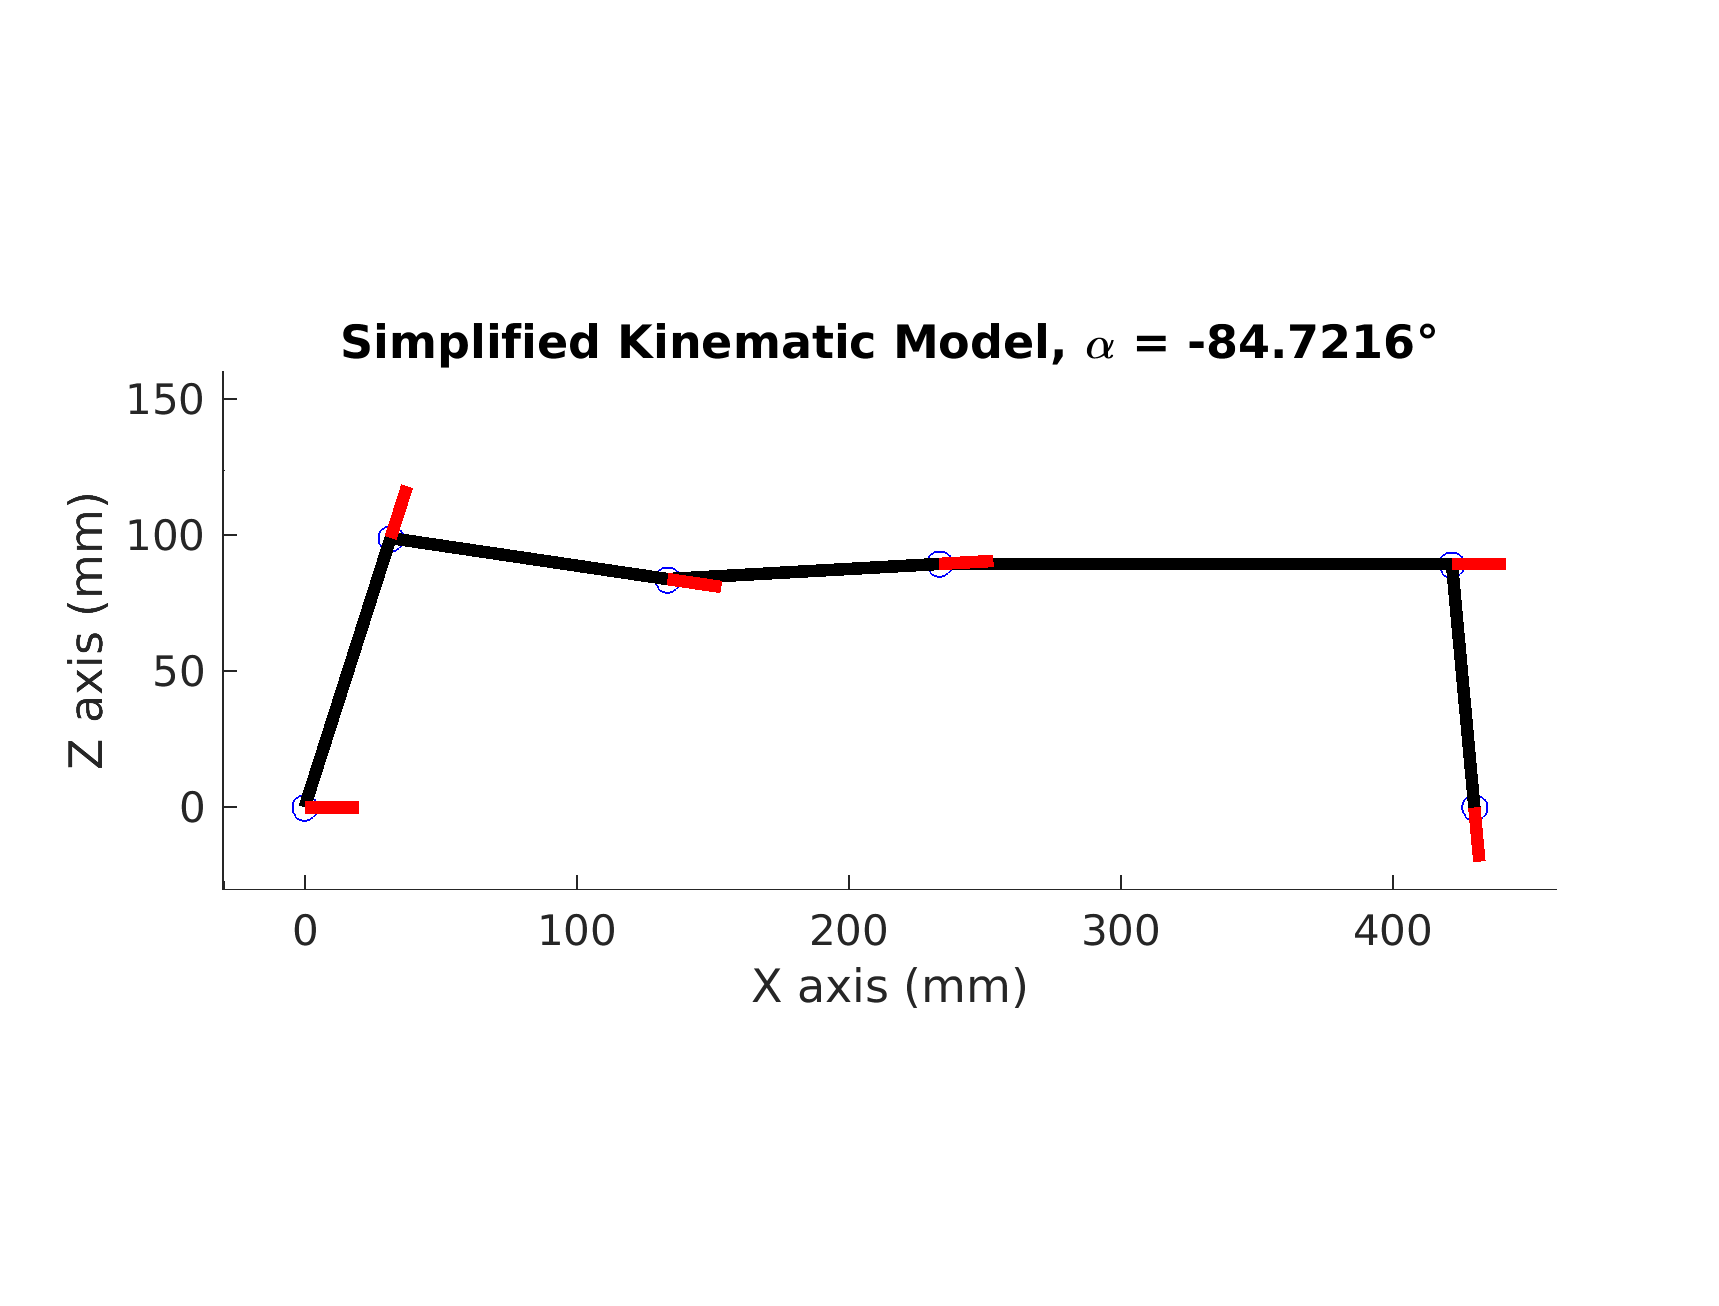 Simplified Kinematic Model, α = -84.7216°
150
100
50
0
Z axis (mm)
0 100 200 300 400
X axis (mm)